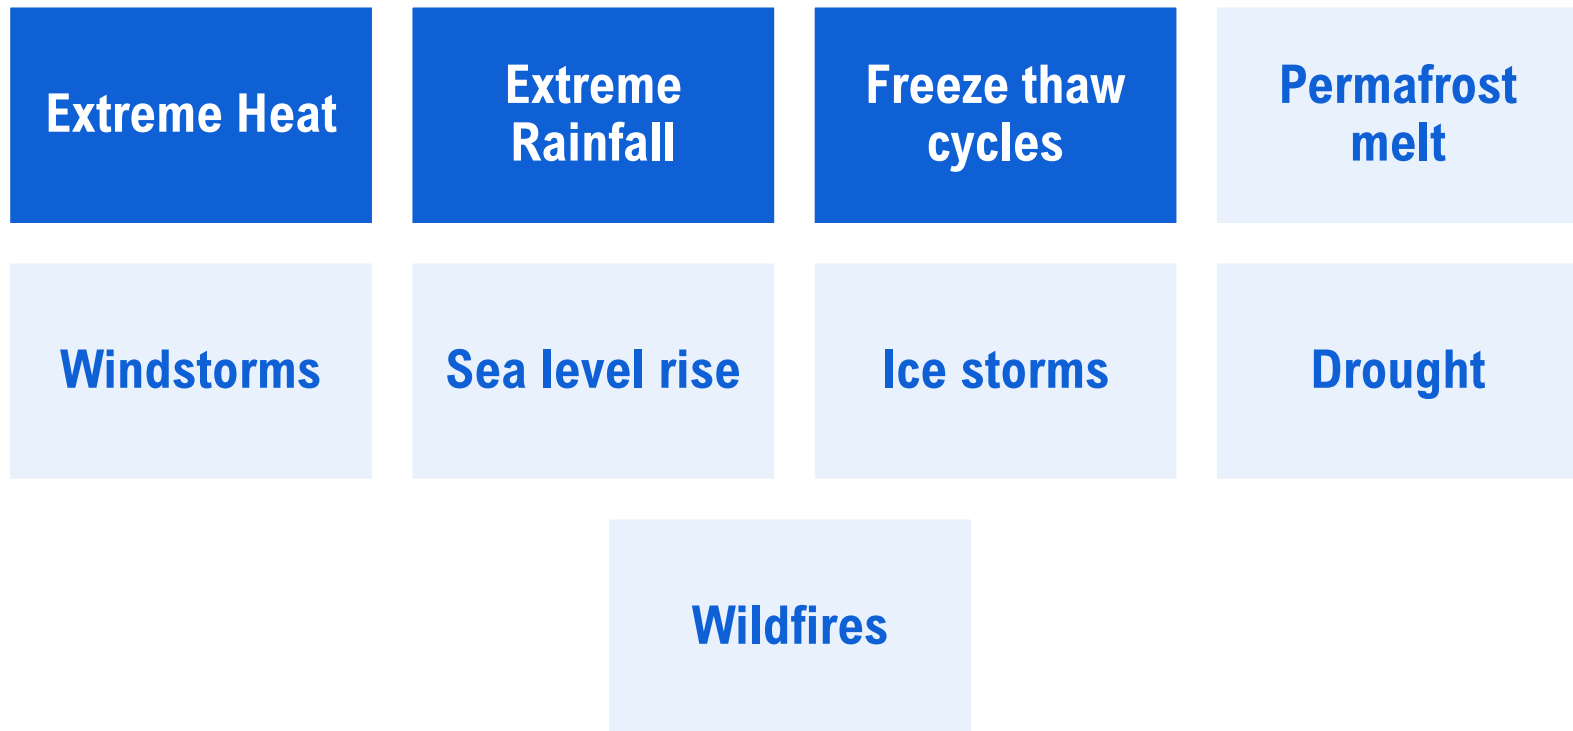 Extreme Heat
Extreme
Rainfall
Freeze thaw
cycles
Permafrost
melt
Windstorms
Sea level rise
Ice storms
Drought
Wildfires